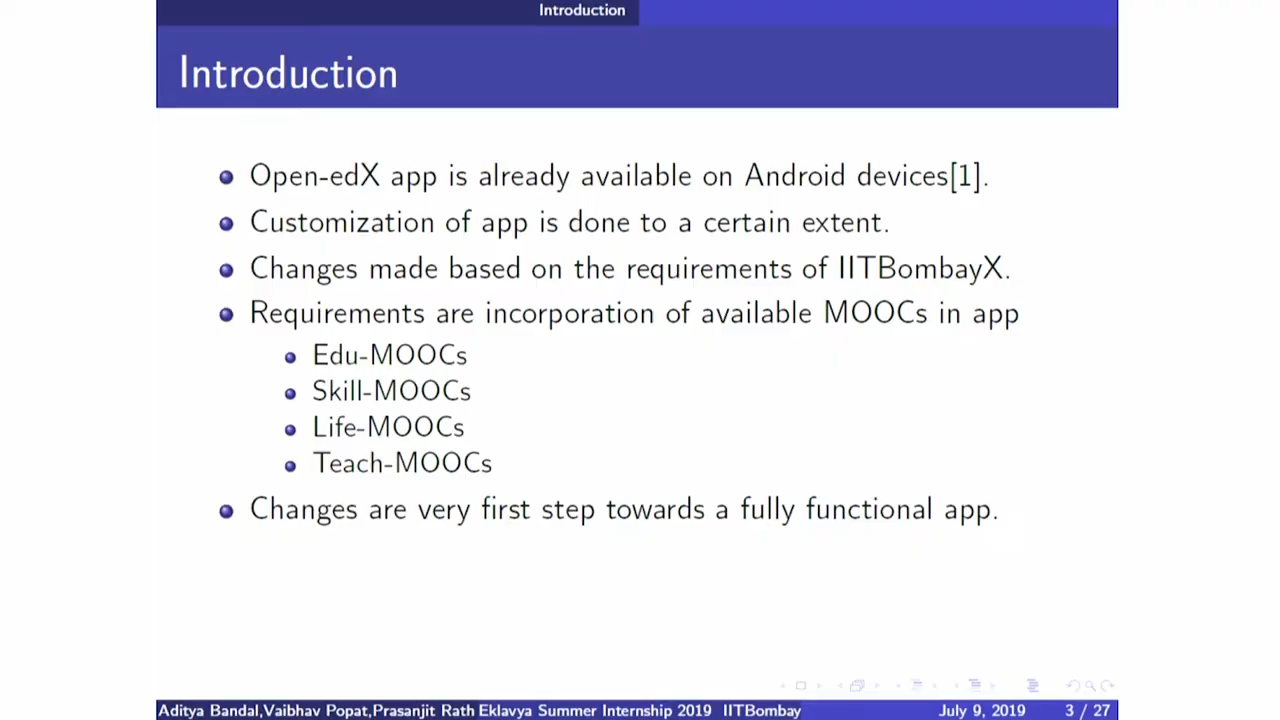 Introduction
Introduction
Open-edX app is already available on Android devices[1].
Customization of app is done to a certain extent.
Changes made based on the requirements of IITBombayX.
Requirements are incorporation of available MOOCs in app
Edu-MOOCs
Skill-MOOCs
Life-MOOCs
Teach-MOOCs
Changes are very first step towards a fully functional app.
Aditya Bandal,Vaibhav Popat,Prasanjit Rath Eklavya Summer Internship 2019 IITBombay July 9, 2019 3 / 27